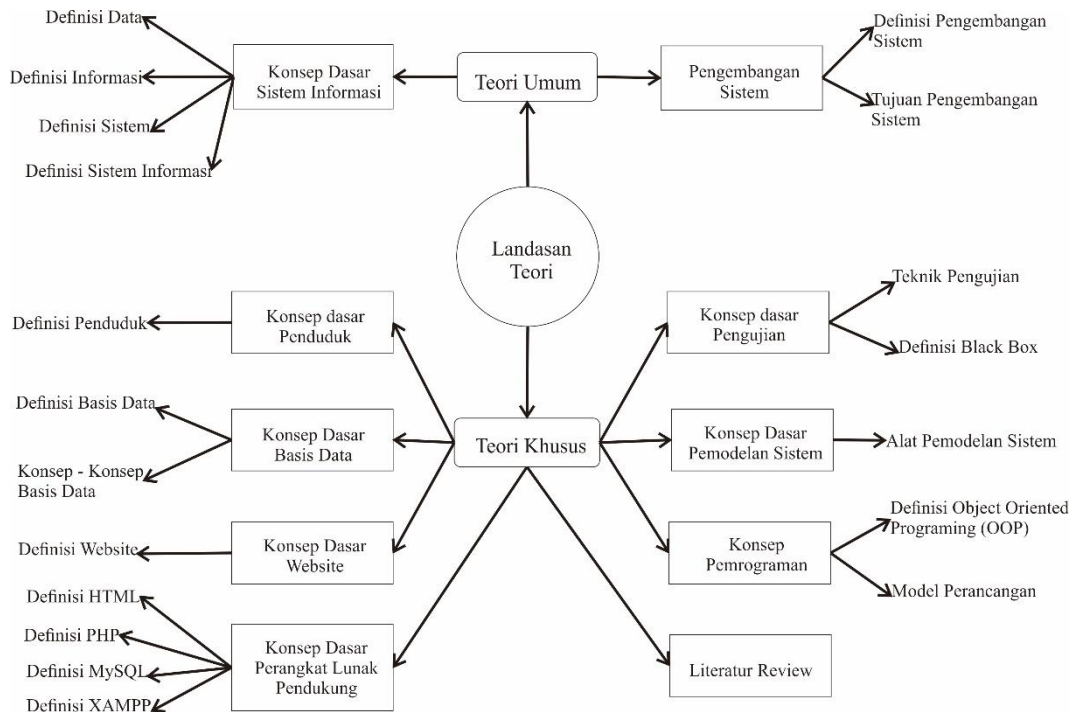 Definisi Data
Definisi Informasi
Definisi Sistem
Definisi Sistem Informasi
Konsep Dasar
Sistem Informasi
Teori Umum
Pengembangan
Sistem
Definisi Pengembangan
Sistem
Tujuan Pengembangan
Sistem
Landasan
Teori
Definisi Penduduk
Konsep dasar
Penduduk
Konsep dasar
Pengujian
Teknik Pengujian
Definisi Black Box
Definisi Basis Data
Konsep - Konsep
Basis Data
Konsep Dasar
Basis Data
Teori Khusus
Konsep Dasar
Pemodelan Sistem
Alat Pemodelan Sistem
Definisi Website
Konsep Dasar
Website
Konsep
Pemrograman
Definisi Object Oriented
Programing (OOP)
Model Perancangan
Definisi HTML
Definisi PHP
Definisi MySQL
Definisi XAMPP
Konsep Dasar
Perangkat Lunak
Pendukung
Literatur Review